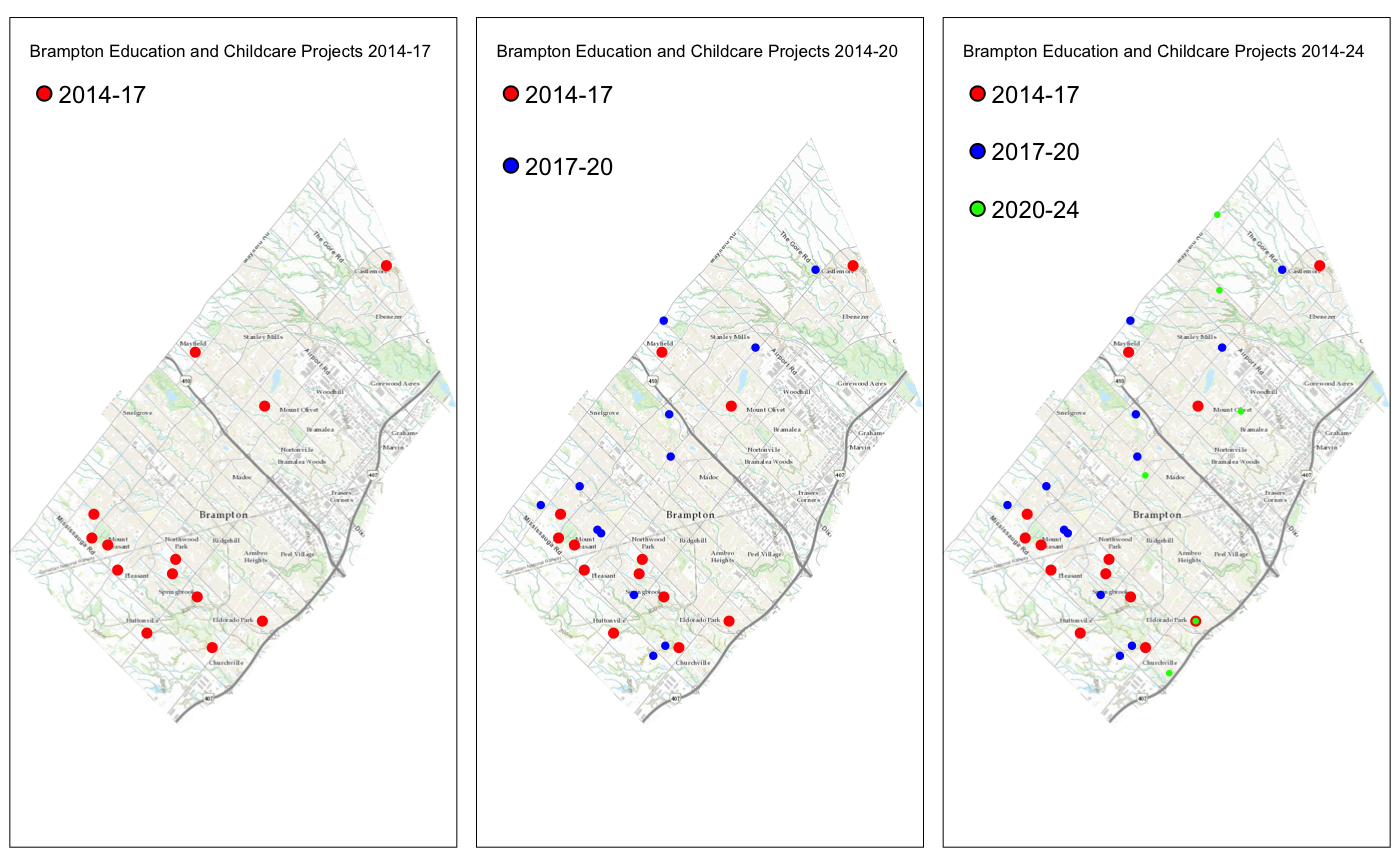 Brampton Education and Childcare Projects 2014-17
2014-17
The Gore Rd
Castlemore
Ebenezer
Mayfield
Stanley Mills
Airport Rd
410
Gorewood Acres
Woodhill
Snelgrove
Mount Olivet
Bramalea
Grahams
Marvin
Nortonville
Bramalea Woods
Madoc
407
Frasers
Corners
Brampton
Mississauga Rd
Mount
Pleasant
Northwood
Park
Ridgehill
Armbro
Heights
Peel Village
Pleasant
Springbrook
Huttonville
Eldorado Park
Churchville
407
Brampton Education and Childcare Projects 2014-20
2014-17
2017-20
The Gore Rd
Castlemore
Ebenezer
Mayfield
Stanley Mills
Airport Rd
410
Gorewood Acres
Woodhill
Snelgrove
Mount Olivet
Bramalea
Grahams
Marvin
Nortonville
Bramalea Woods
Madoc
407
Frasers
Corners
Brampton
Mississauga Rd
Mount
Pleasant
Northwood
Park
Ridgehill
Armbro
Heights
Peel Village
Pleasant
Springbrook
Huttonville
Eldorado Park
Churchville
407
Brampton Education and Childcare Projects 2014-24
2014-17
2017-20
2020-24
The Gore Rd
Castlemore
Ebenezer
Mayfield
Stanley Mills
Airport Rd
410
Gorewood Acres
Woodhill
Snelgrove
Mount Olivet
Bramalea
Grahams
Marvin
Nortonville
Bramalea Woods
Madoc
407
Frasers
Corners
Brampton
Mississauga Rd
Mount
Pleasant
Northwood
Park
Ridgehill
Armbro
Heights
Peel Village
Pleasant
Springbrook
Huttonville
Eldorado Park
Churchville
407